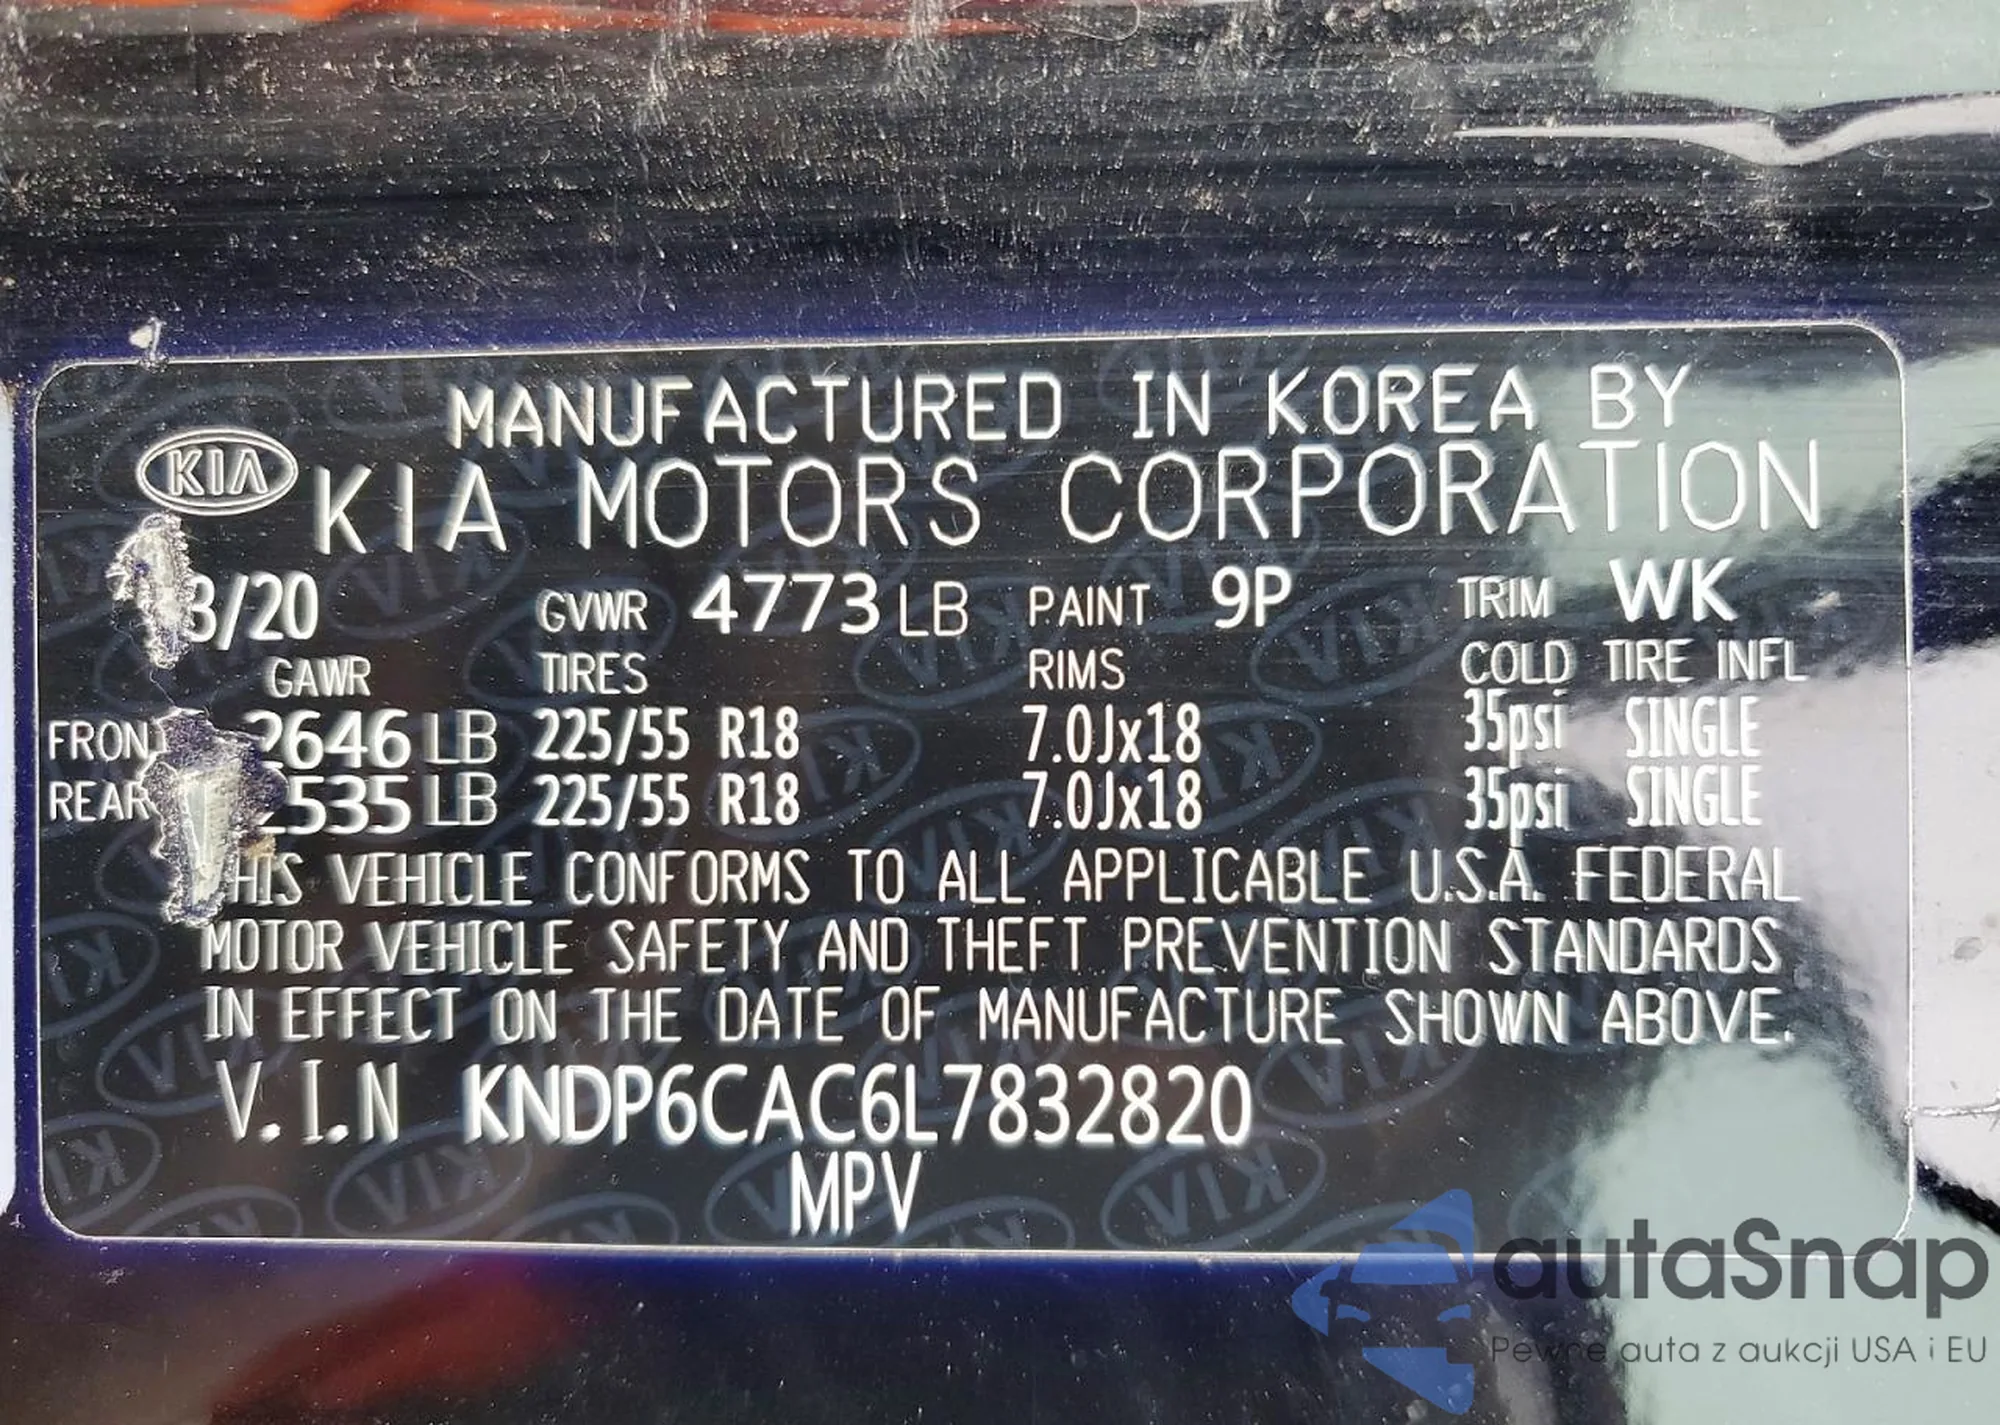 MANUFACTURED IN KOREA BY
KIA KIA MOTORS CORPORATION
3/20 GVWR 4773 LB PAINT 9P TRIM WK
GAWR TIRES RIMS COLD TIRE INFL
FRONT 2646 LB 225/55 R18 7.0Jx18 35psi SINGLE
REAR 2535 LB 225/55 R18 7.0Jx18 35psi SINGLE
THIS VEHICLE CONFORMS TO ALL APPLICABLE U.S.A. FEDERAL
MOTOR VEHICLE SAFETY AND THEFT PREVENTION STANDARDS
IN EFFECT ON THE DATE OF MANUFACTURE SHOWN ABOVE.
V.I.N KNDP6CAC6L7832820
MPV
autaSnap
Pewne auta z aukcji USA i EU